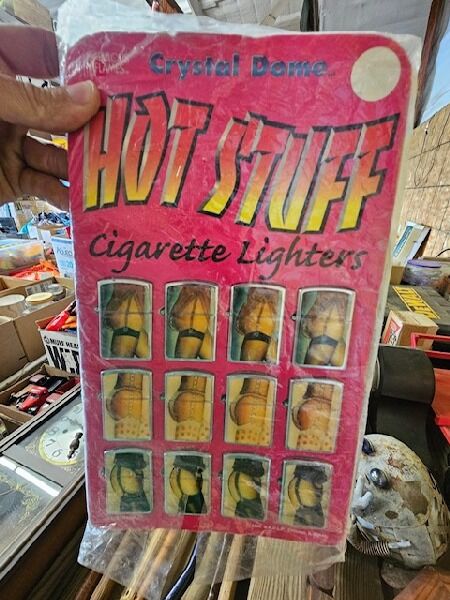 Crystal Dome
HOT STUFF
Cigarette Lighters